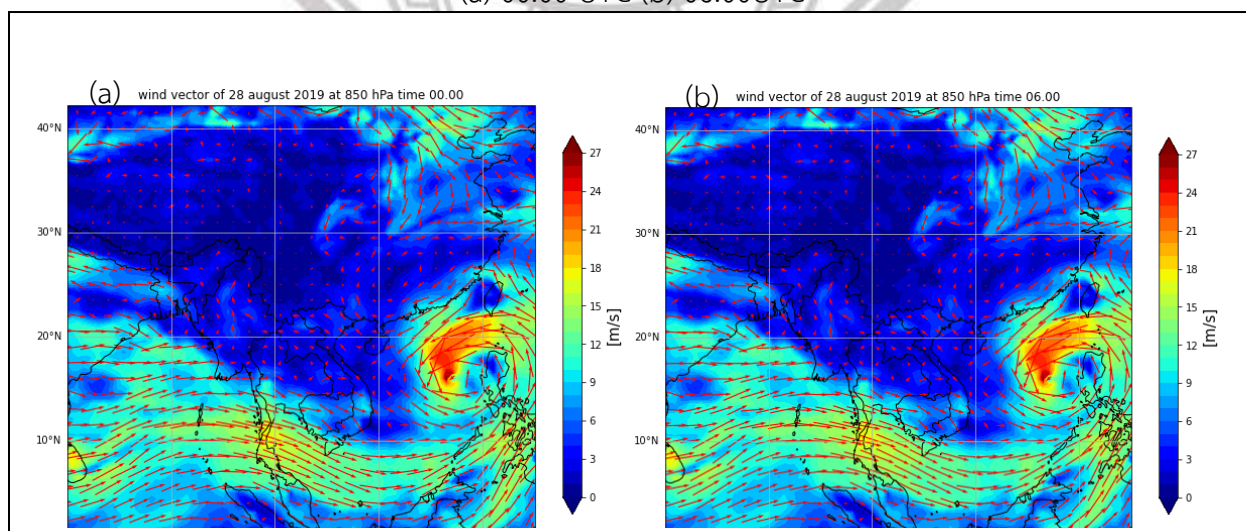 (a) 00.00 UTC (b) 06.00UTC
(a)
wind vector of 28 august 2019 at 850 hPa time 00.00
40°N
30°N
20°N
10°N
27
24
21
18
15
12
9
6
3
0
[m/s]
(b)
wind vector of 28 august 2019 at 850 hPa time 06.00
40°N
30°N
20°N
10°N
27
24
21
18
15
12
9
6
3
0
[m/s]